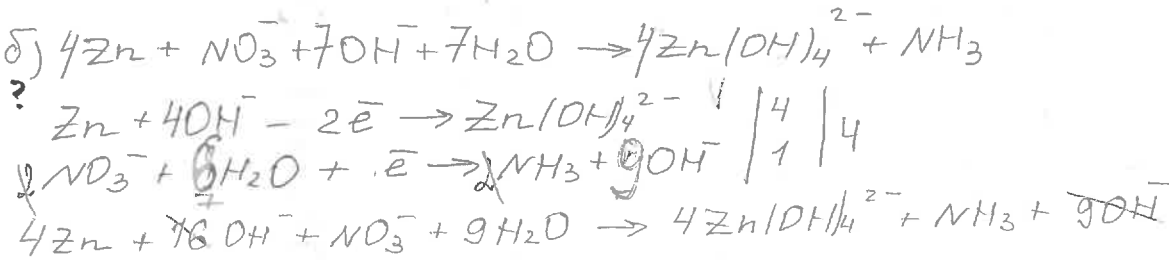 б) 4Zn + NO₃⁻ + 7OH⁻ + 7H₂O → 4Zn(OH)₄²⁻ + NH₃
?
Zn + 4OH⁻ - 2ē → Zn(OH)₄²⁻ | 4 | 4
NO₃⁻ + 6H₂O + ē → NH₃ + 9OH⁻ | 1 |
4Zn + 16OH⁻ + NO₃⁻ + 9H₂O → 4Zn(OH)₄²⁻ + NH₃ + 9OH⁻